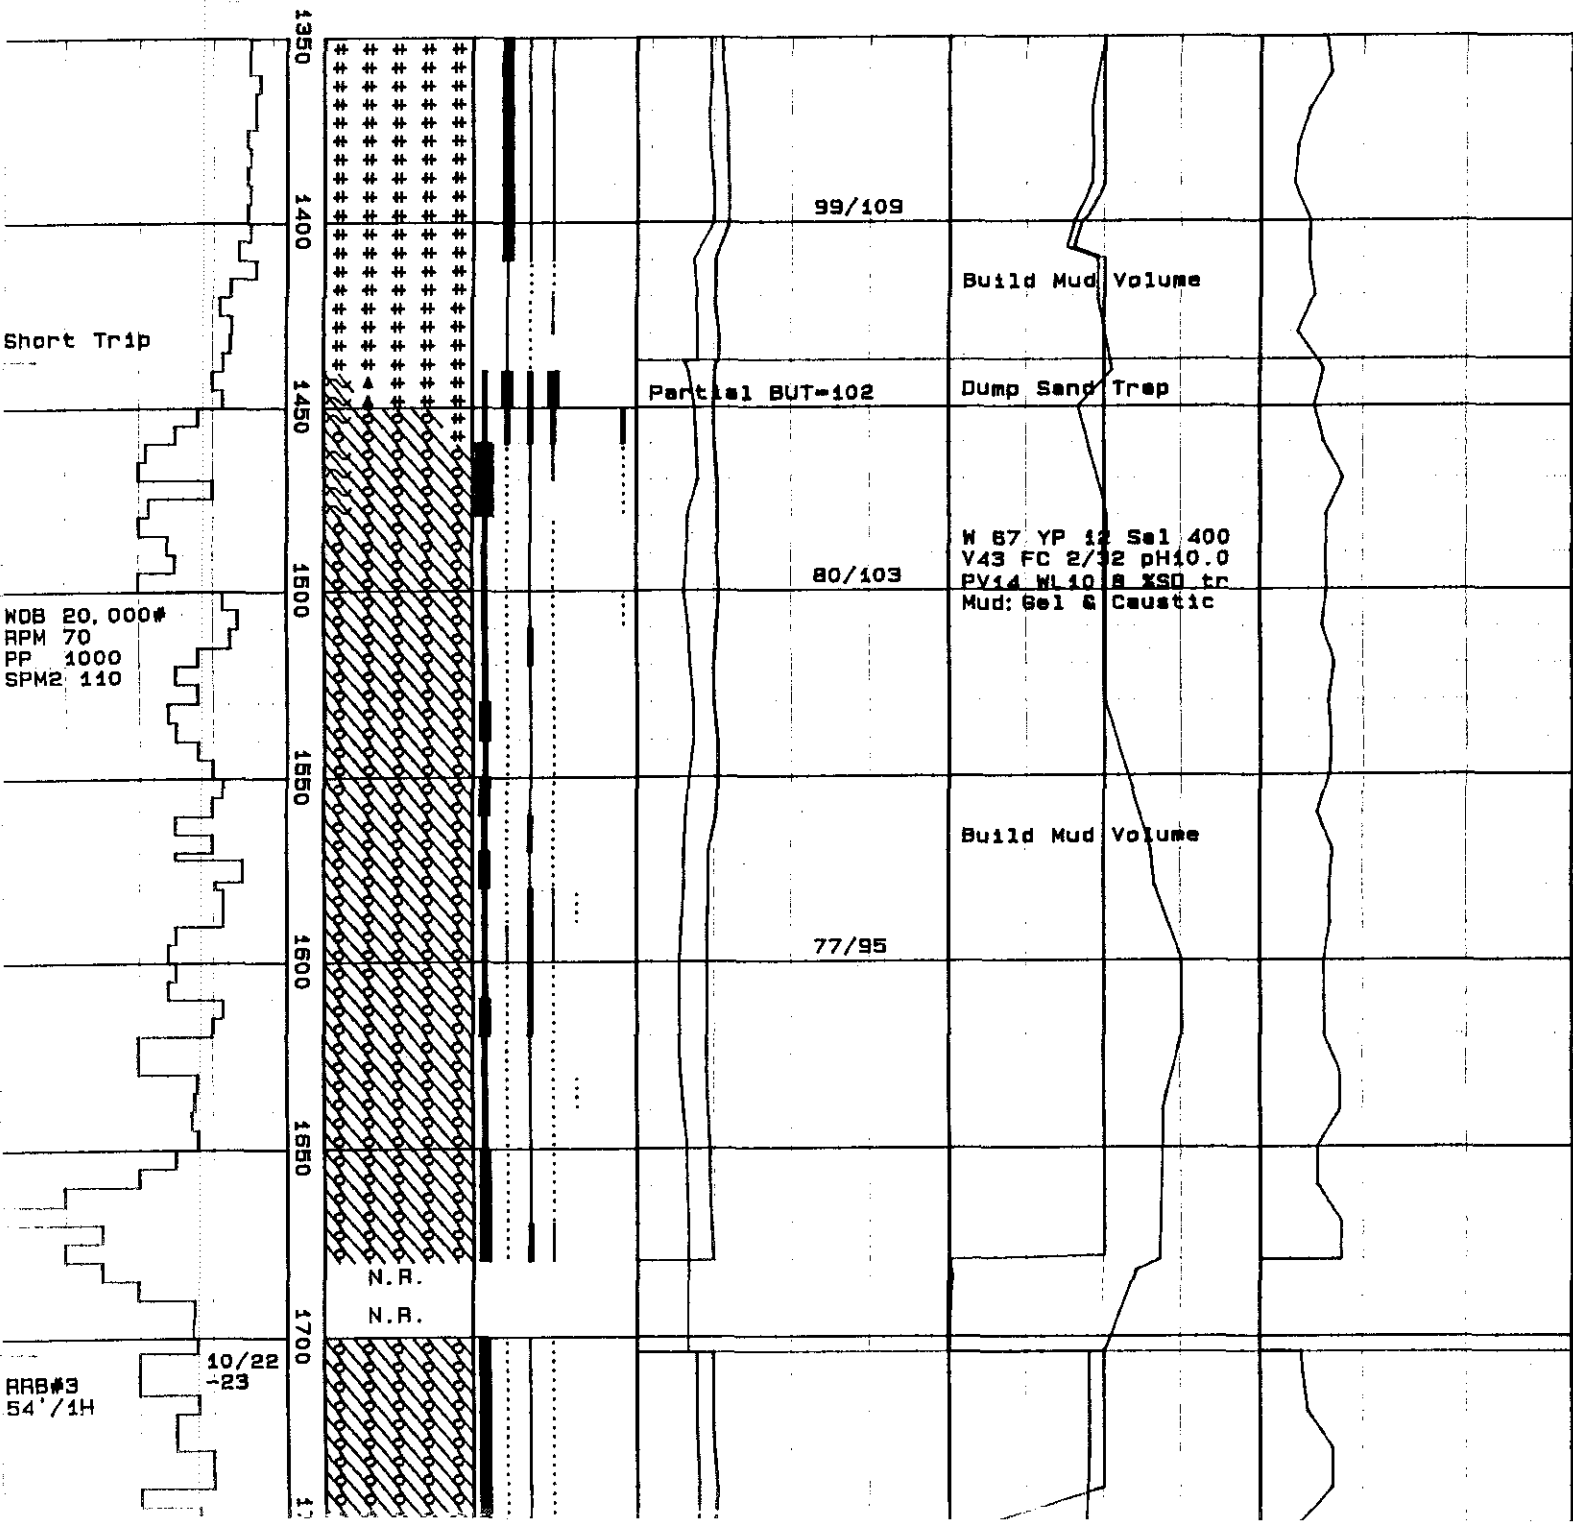 1350
99/109
1400
Build Mud Volume
Short Trip
Partial BUT=102
Dump Sand Trap
1450
W 67 YP 12 Sal 400
V43 FC 2/32 pH10.0
PV14 WL10.8 %SD tr
Mud: Gel & Caustic
80/103
1500
WOB 20,000#
RPM 70
PP 1000
SPM2 110
1550
Build Mud Volume
77/95
1600
1650
N.R.
N.R.
1700
10/22
-23
RRB#3
54'/1H